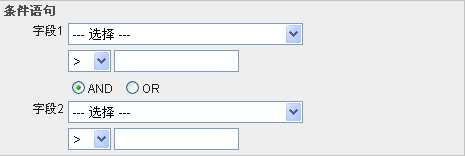 条件语句
字段1 --- 选择 ---
>
AND OR
字段2 --- 选择 ---
>